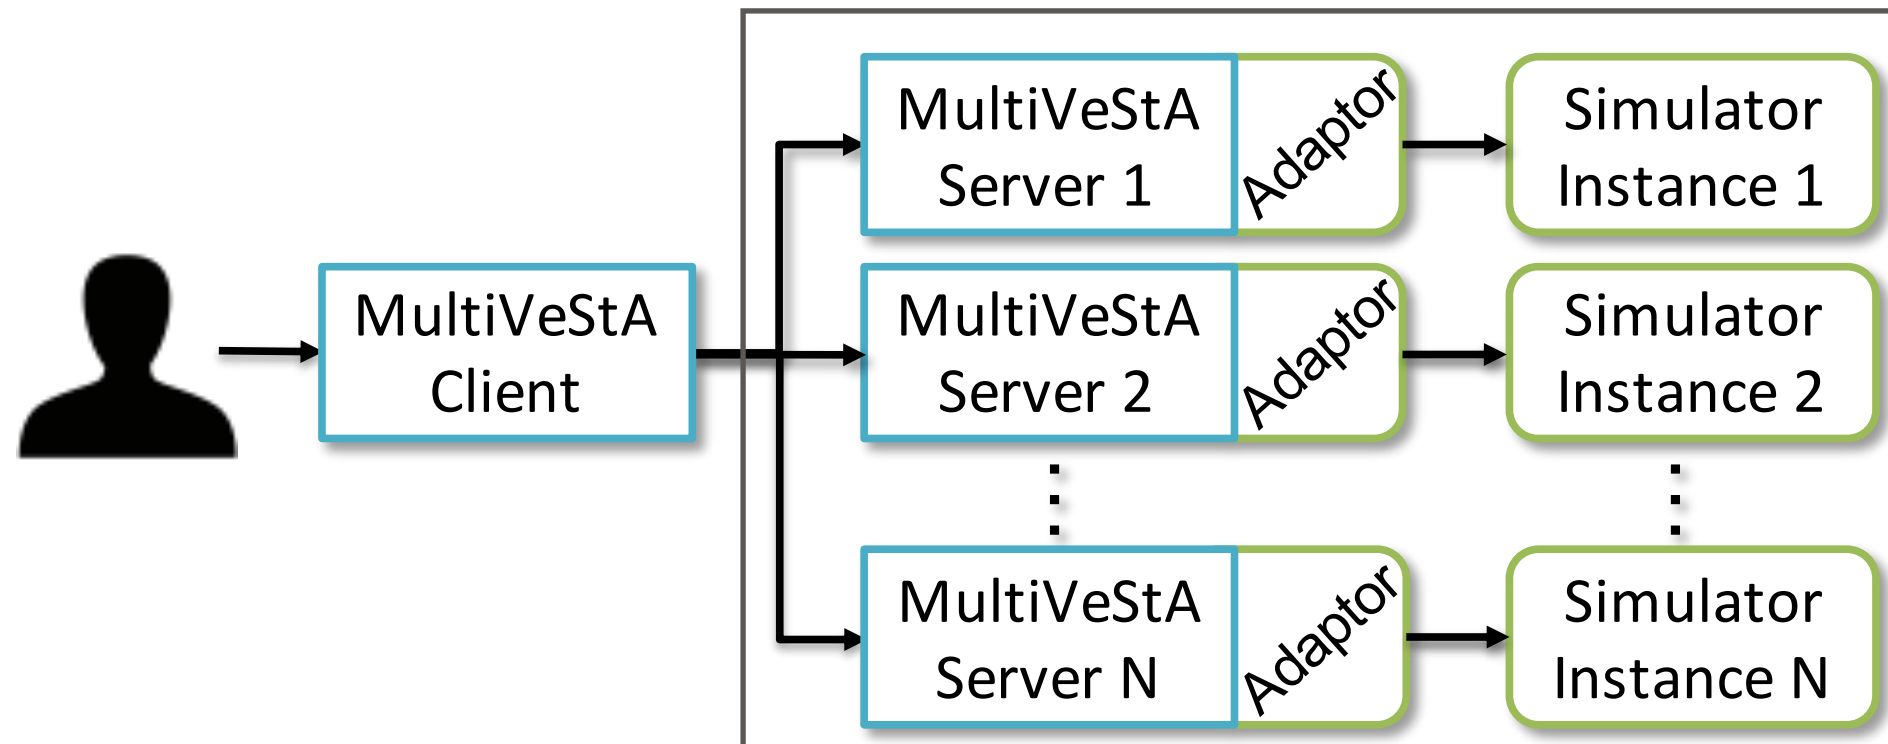 MultiVeStA
Client
MultiVeStA
Server 1
Adaptor
Simulator
Instance 1
MultiVeStA
Server 2
Adaptor
Simulator
Instance 2
MultiVeStA
Server N
Adaptor
Simulator
Instance N